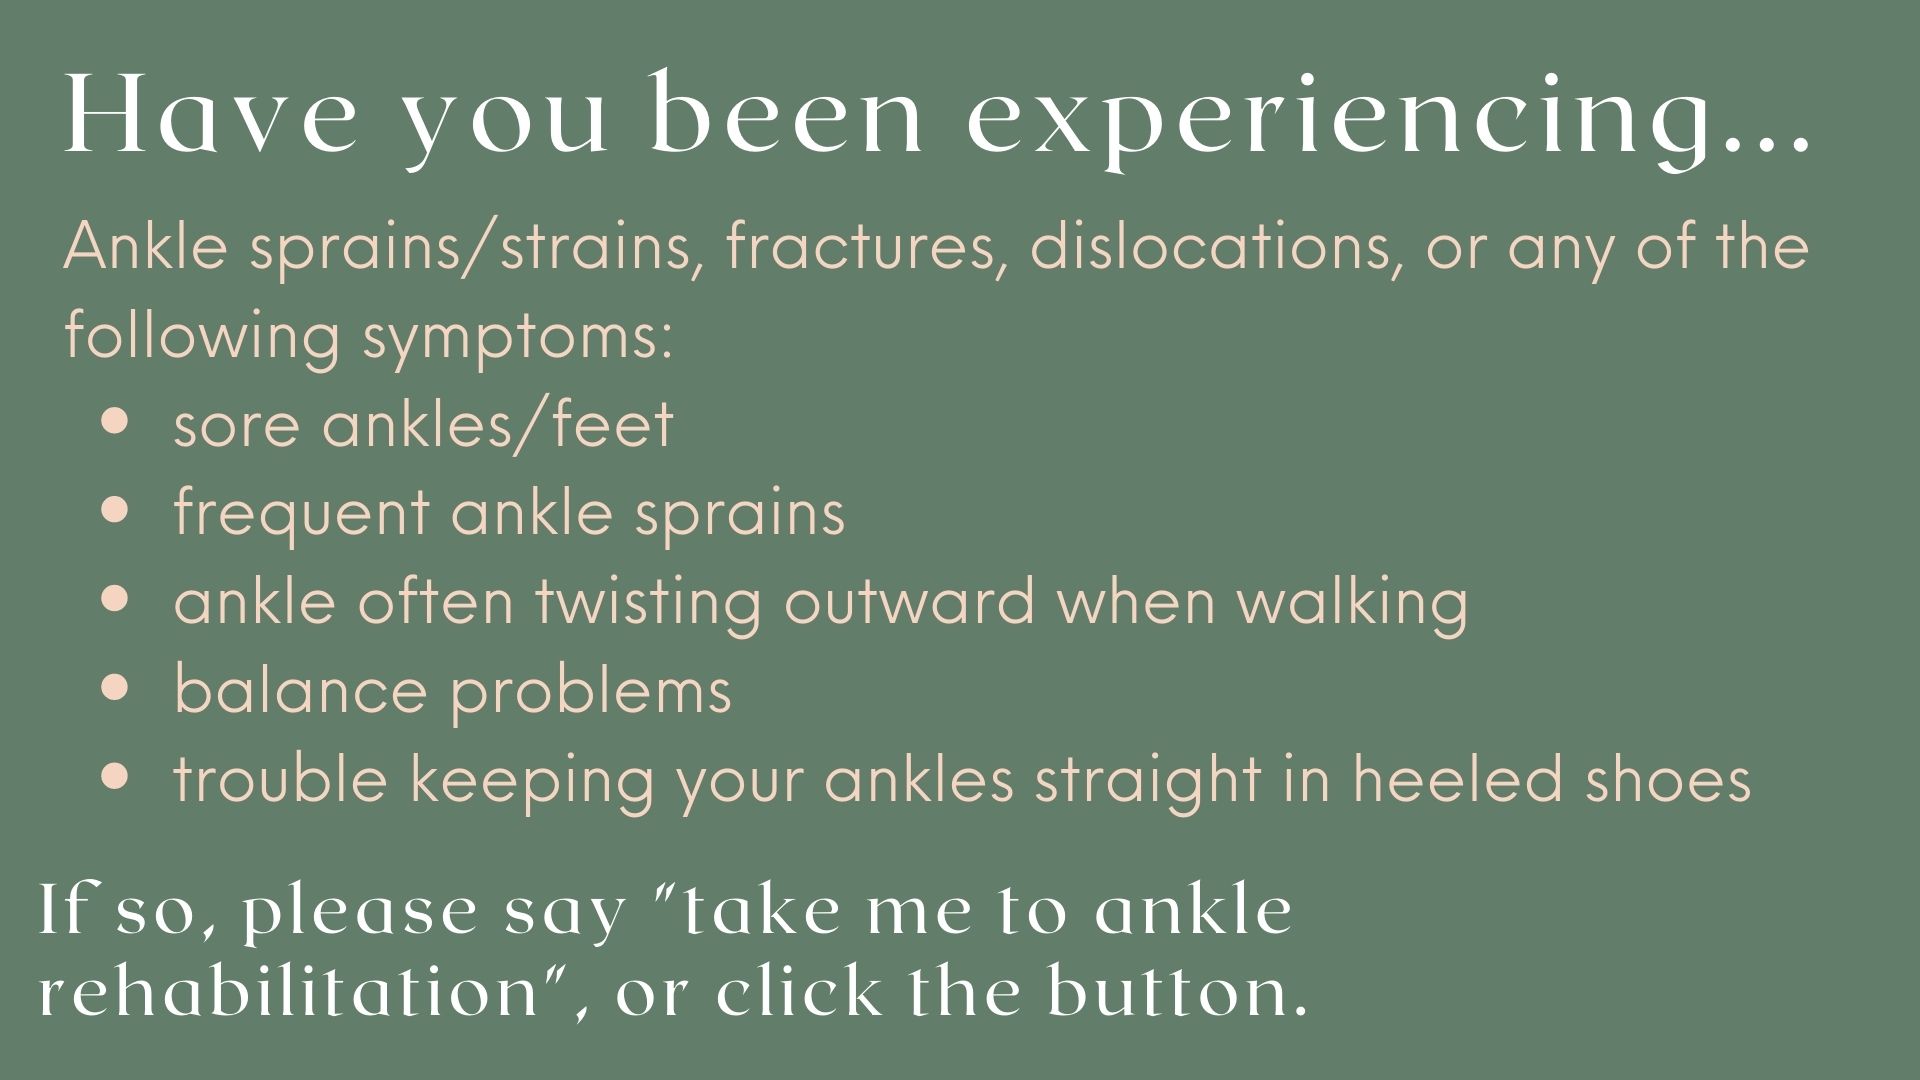 Have you been experiencing...
Ankle sprains/strains, fractures, dislocations, or any of the
following symptoms:
• sore ankles/feet
• frequent ankle sprains
• ankle often twisting outward when walking
• balance problems
• trouble keeping your ankles straight in heeled shoes
If so, please say "take me to ankle
rehabilitation", or click the button.